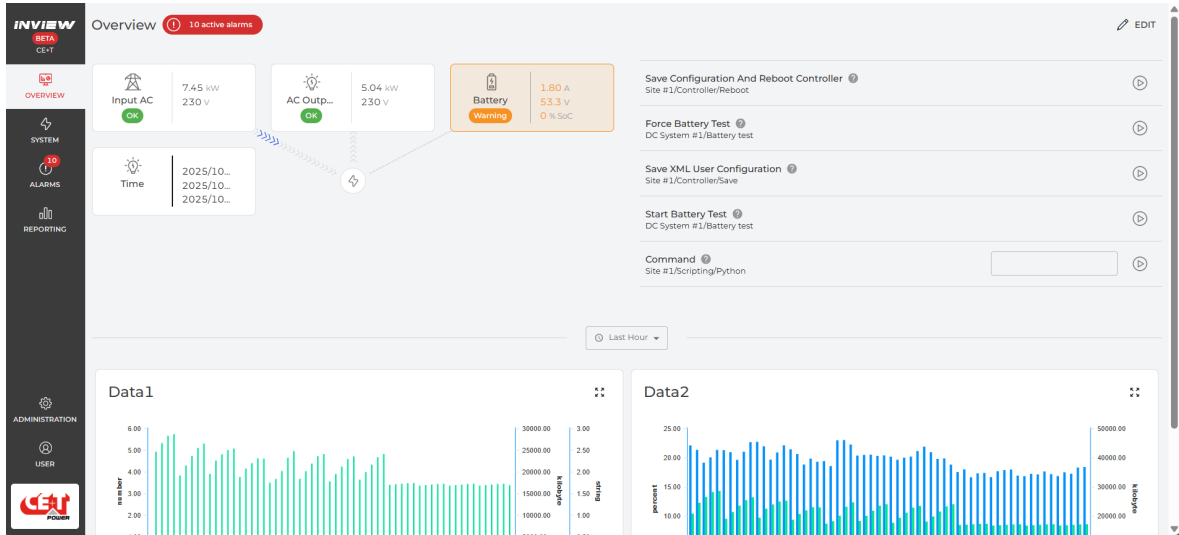 INVIEW
BETA
CE+T
OVERVIEW
SYSTEM
10
ALARMS
REPORTING
ADMINISTRATION
USER
CE+T
POWER
Overview
10 active alarms
EDIT
Input AC
OK
7.45 kW
230 V
AC Outp...
OK
5.04 kW
230 V
Battery
Warning
1.80 A
53.3 V
0 % SoC
Time
2025/10...
2025/10...
2025/10...
Save Configuration And Reboot Controller ?
Site #1/Controller/Reboot
Force Battery Test ?
DC System #1/Battery test
Save XML User Configuration ?
Site #1/Controller/Save
Start Battery Test ?
DC System #1/Battery test
Command ?
Site #1/Scripting/Python
Last Hour
Data1
6.00
5.00
4.00
3.00
2.00
number
30000.00
25000.00
20000.00
15000.00
10000.00
kilobyte
3.00
2.50
2.00
1.50
1.00
string
Data2
25.00
20.00
15.00
10.00
percent
50000.00
40000.00
30000.00
20000.00
kilobyte